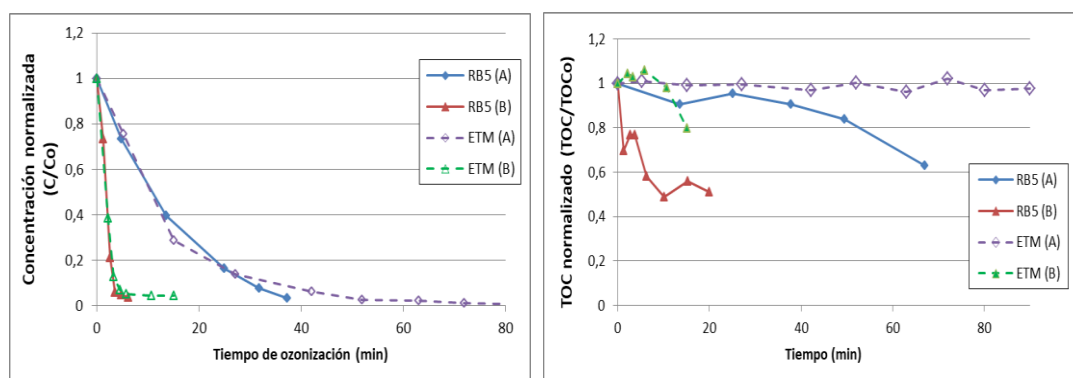 Concentración normalizada
(C/Co)
1,2
1
0,8
0,6
0,4
0,2
0
0
20
40
60
80
Tiempo de ozonización (min)
RB5 (A)
RB5 (B)
ETM (A)
ETM (B)
TOC normalizado (TOC/TOCo)
1,2
1
0,8
0,6
0,4
0,2
0
0
20
40
60
80
Tiempo (min)
RB5 (A)
RB5 (B)
ETM (A)
ETM (B)